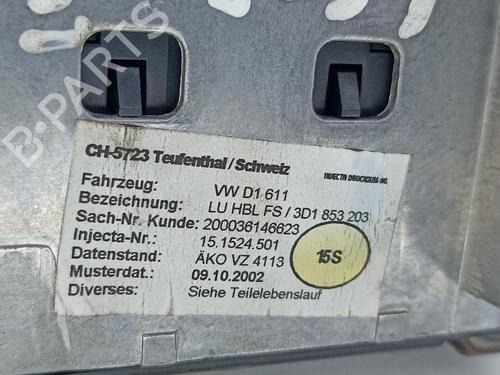 B-PARTS
CH-5723 Teufenthal/Schweiz
INJECTA DRUCKGUSS AG
Fahrzeug: VW D1 611
Bezeichnung: LU HBL FS / 3D1 853 203
Sach-Nr. Kunde: 200036146623
Injecta-Nr.: 15.1524.501
Datenstand: ÄKO VZ 4113
Musterdat.: 09.10.2002
Diverses: Siehe Teilelebenslauf
15S